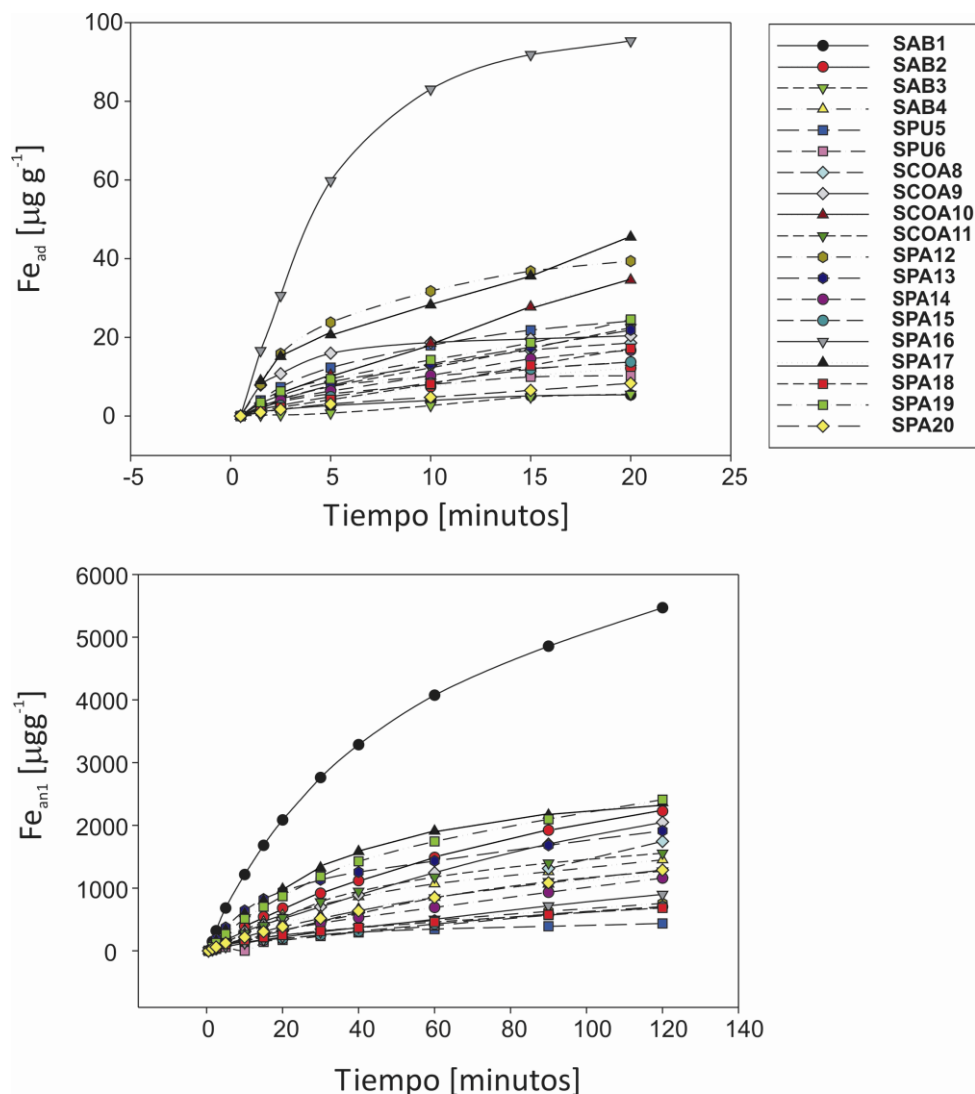 100
80
60
40
20
0
Fe_ad [µg g⁻¹]
-5 0 5 10 15 20 25
Tiempo [minutos]
SAB1
SAB2
SAB3
SAB4
SPU5
SPU6
SCOA8
SCOA9
SCOA10
SCOA11
SPA12
SPA13
SPA14
SPA15
SPA16
SPA17
SPA18
SPA19
SPA20
6000
5000
4000
3000
2000
1000
0
Fe_an1 [µgg⁻¹]
0 20 40 60 80 100 120 140
Tiempo [minutos]